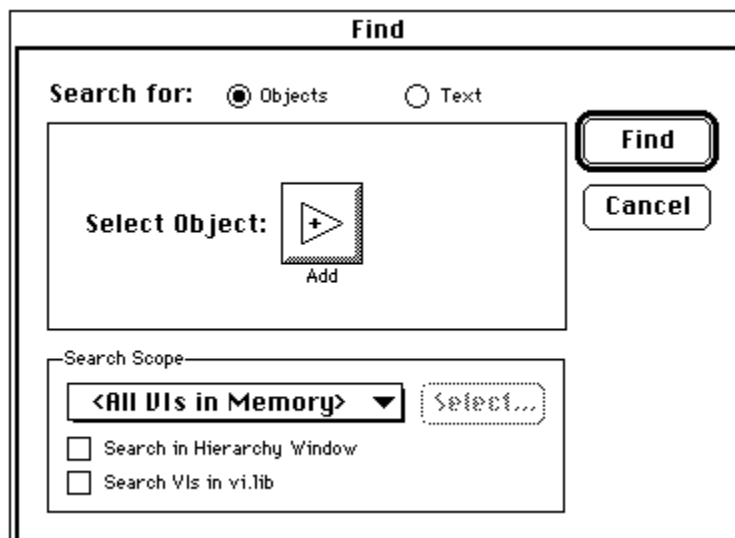 Find
Search for: Objects Text
Find
Cancel
Select Object:
Add
Search Scope
<All VIs in Memory> Select...
Search in Hierarchy Window
Search VIs in vi.lib